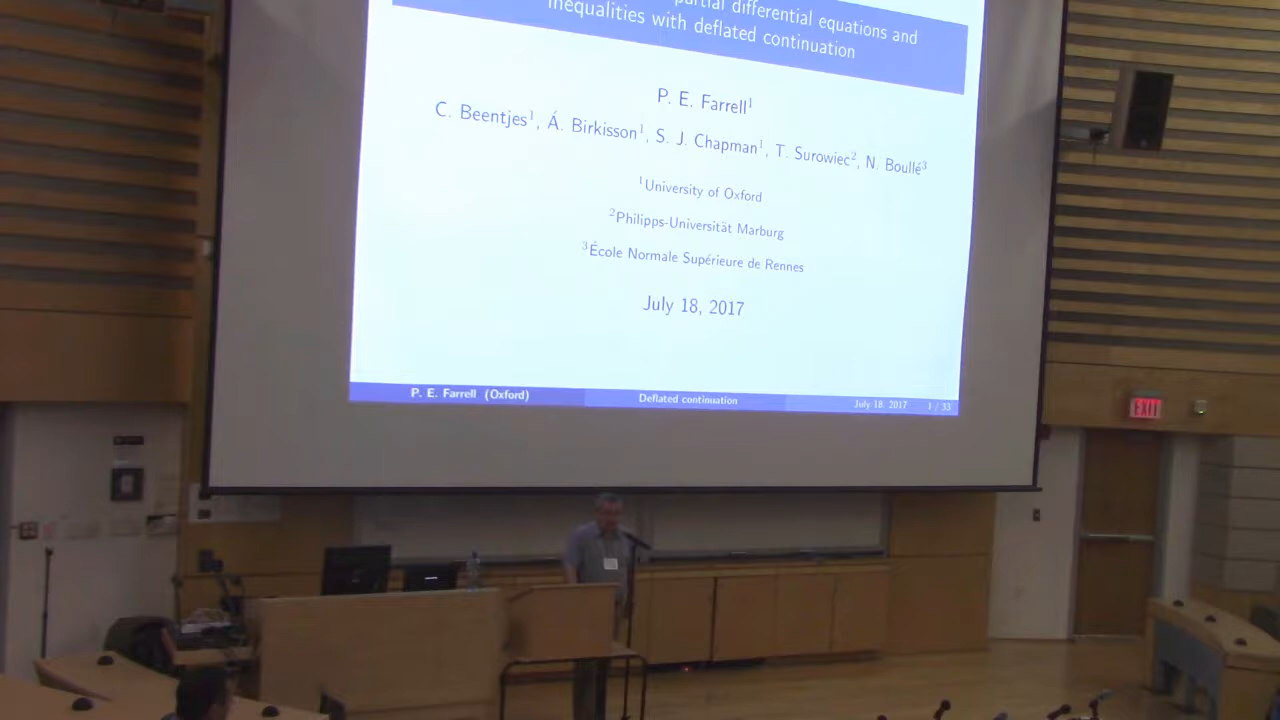 partial differential equations and
inequalities with deflated continuation
P. E. Farrell¹
C. Beentjes¹, Á. Birkisson¹, S. J. Chapman¹, T. Surowiec², N. Boullé³
¹University of Oxford
²Philipps-Universität Marburg
³École Normale Supérieure de Rennes
July 18, 2017
P. E. Farrell (Oxford) Deflated continuation July 18, 2017 1 / 33
EXIT